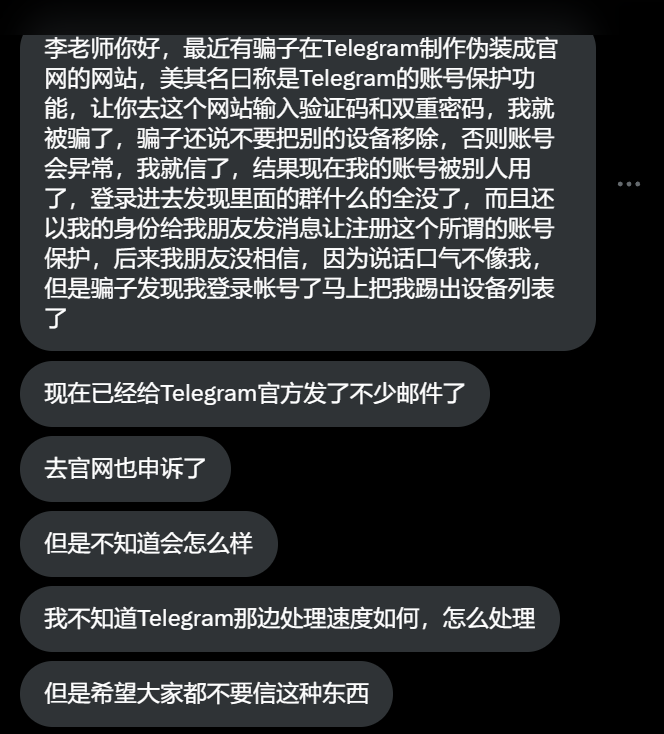 李老师你好，最近有骗子在Telegram制作伪装成官
网的网站，美其名曰称是Telegram的账号保护功
能，让你去这个网站输入验证码和双重密码，我就
被骗了，骗子还说不要把别的设备移除，否则账号
会异常，我就信了，结果现在我的账号被别人用
了，登录进去发现里面的群什么的全没了，而且还
以我的身份给我朋友发消息让注册这个所谓的账号
保护，后来我朋友没相信，因为说话口气不像我，
但是骗子发现我登录帐号了马上把我踢出设备列表
了
现在已经给Telegram官方发了不少邮件了
去官网也申诉了
但是不知道会怎么样
我不知道Telegram那边处理速度如何，怎么处理
但是希望大家都不要信这种东西